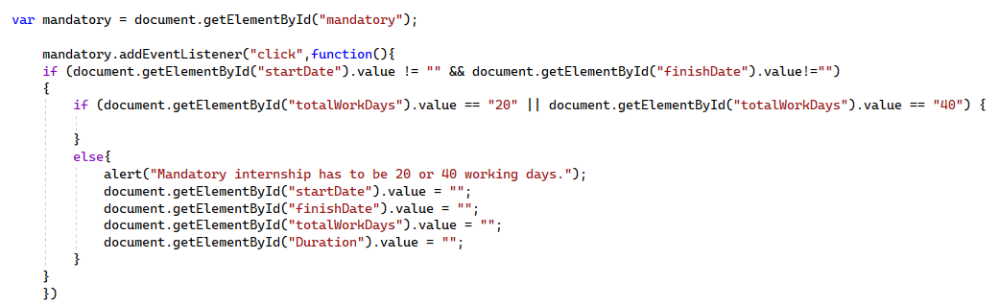 var mandatory = document.getElementById("mandatory");
mandatory.addEventListener("click",function(){
if (document.getElementById("startDate").value != "" && document.getElementById("finishDate").value!="")
{
if (document.getElementById("totalWorkDays").value == "20" || document.getElementById("totalWorkDays").value == "40") {
}
else{
alert("Mandatory internship has to be 20 or 40 working days.");
document.getElementById("startDate").value = "";
document.getElementById("finishDate").value = "";
document.getElementById("totalWorkDays").value = "";
document.getElementById("Duration").value = "";
}
}
})